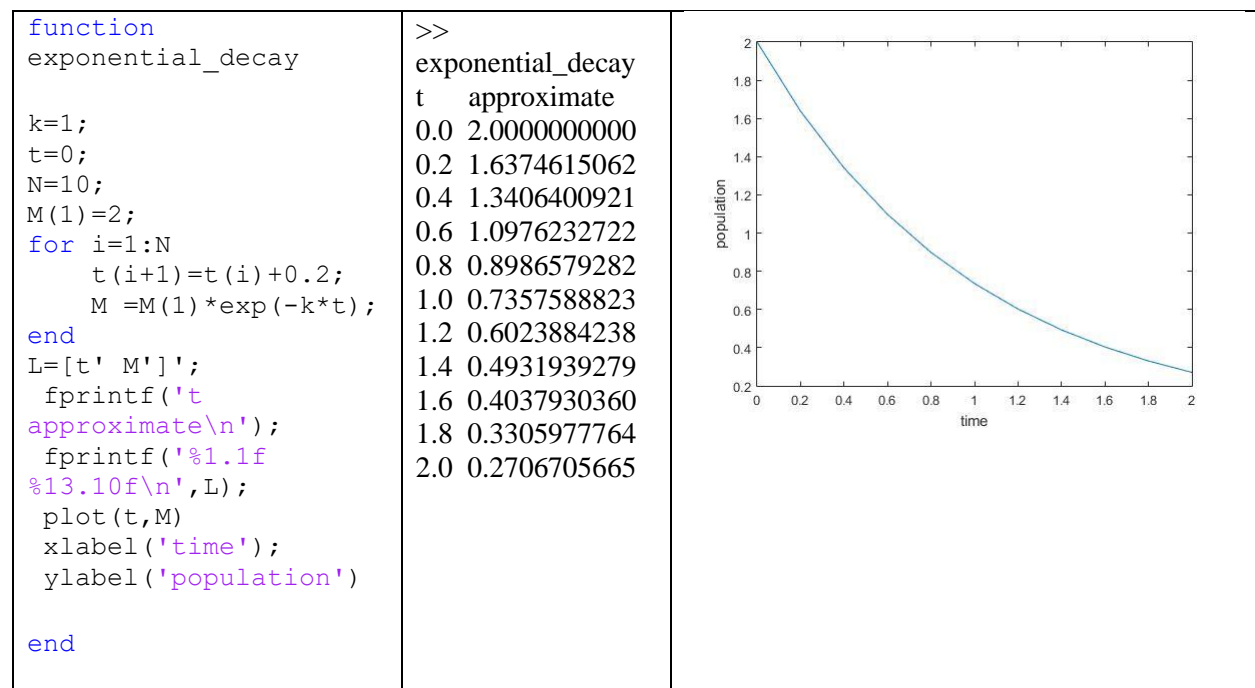 function
exponential_decay
k=1;
t=0;
N=10;
M(1)=2;
for i=1:N
t(i+1)=t(i)+0.2;
M =M(1)*exp(-k*t);
end
L=[t' M']';
fprintf('t
approximate\n');
fprintf('%1.1f
%13.10f\n',L);
plot(t,M)
xlabel('time');
ylabel('population')
end
>>
exponential_decay
t approximate
0.0 2.0000000000
0.2 1.6374615062
0.4 1.3406400921
0.6 1.0976232722
0.8 0.8986579282
1.0 0.7357588823
1.2 0.6023884238
1.4 0.4931939279
1.6 0.4037930360
1.8 0.3305977764
2.0 0.2706705665
2
1.8
1.6
1.4
1.2
1
0.8
0.6
0.4
0.2
population
0 0.2 0.4 0.6 0.8 1 1.2 1.4 1.6 1.8 2
time